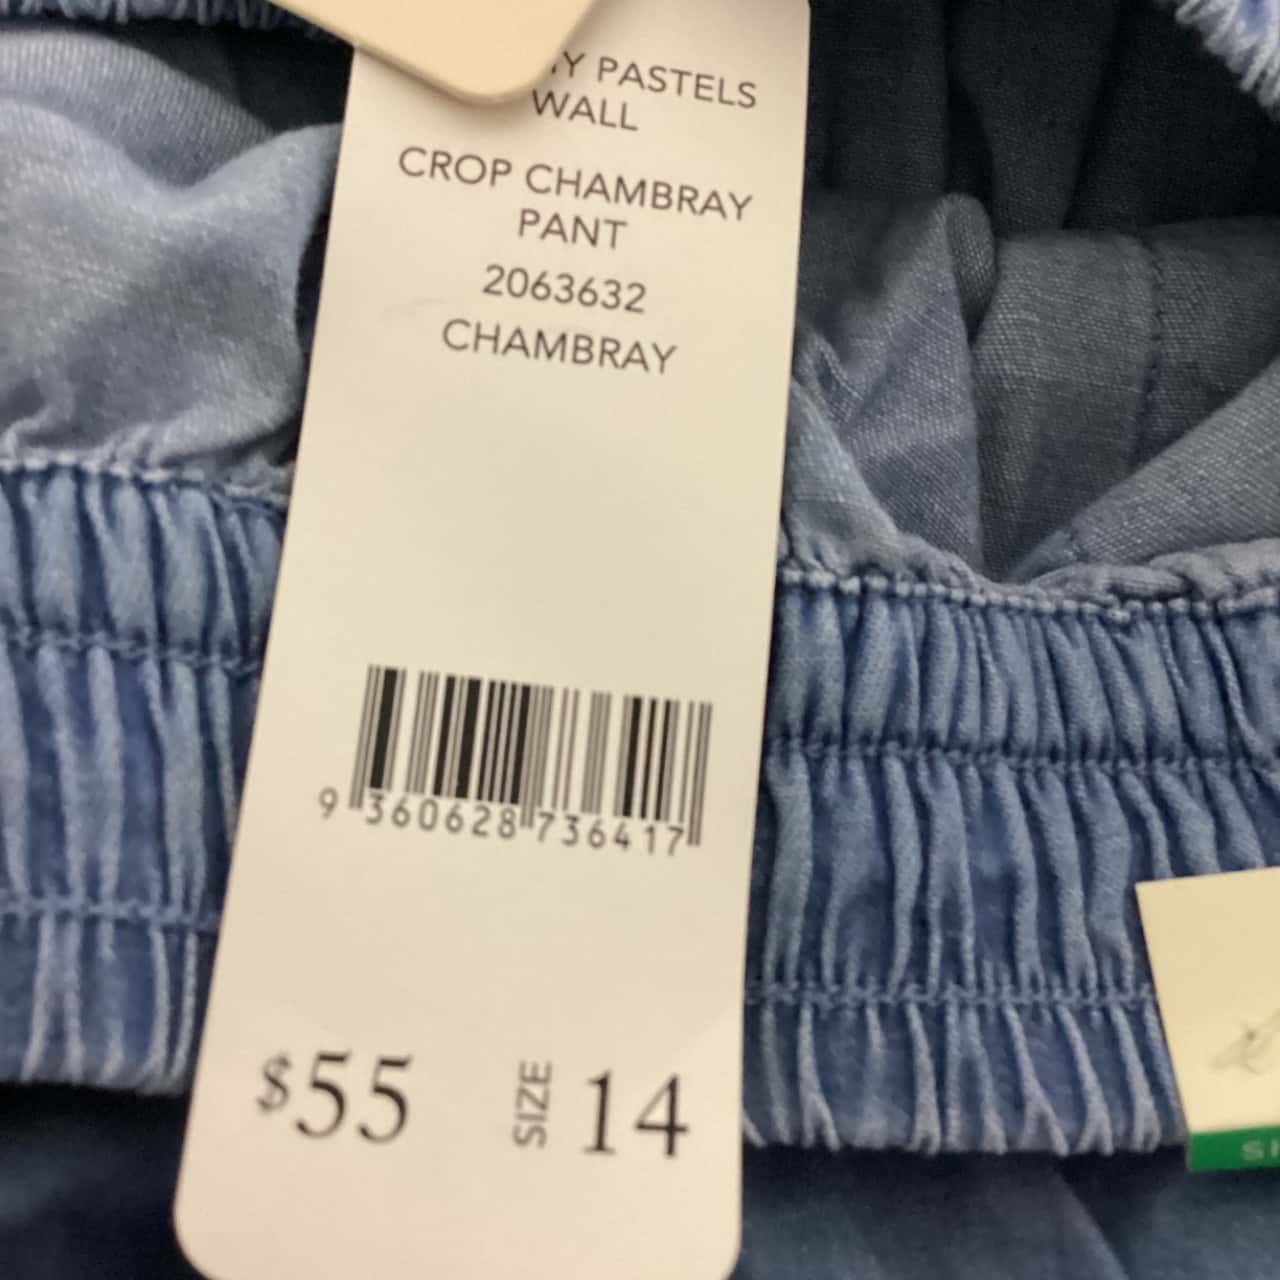 PASTELS
WALL
CROP CHAMBRAY
PANT
2063632
CHAMBRAY
9 360628 736417
$55 SIZE 14